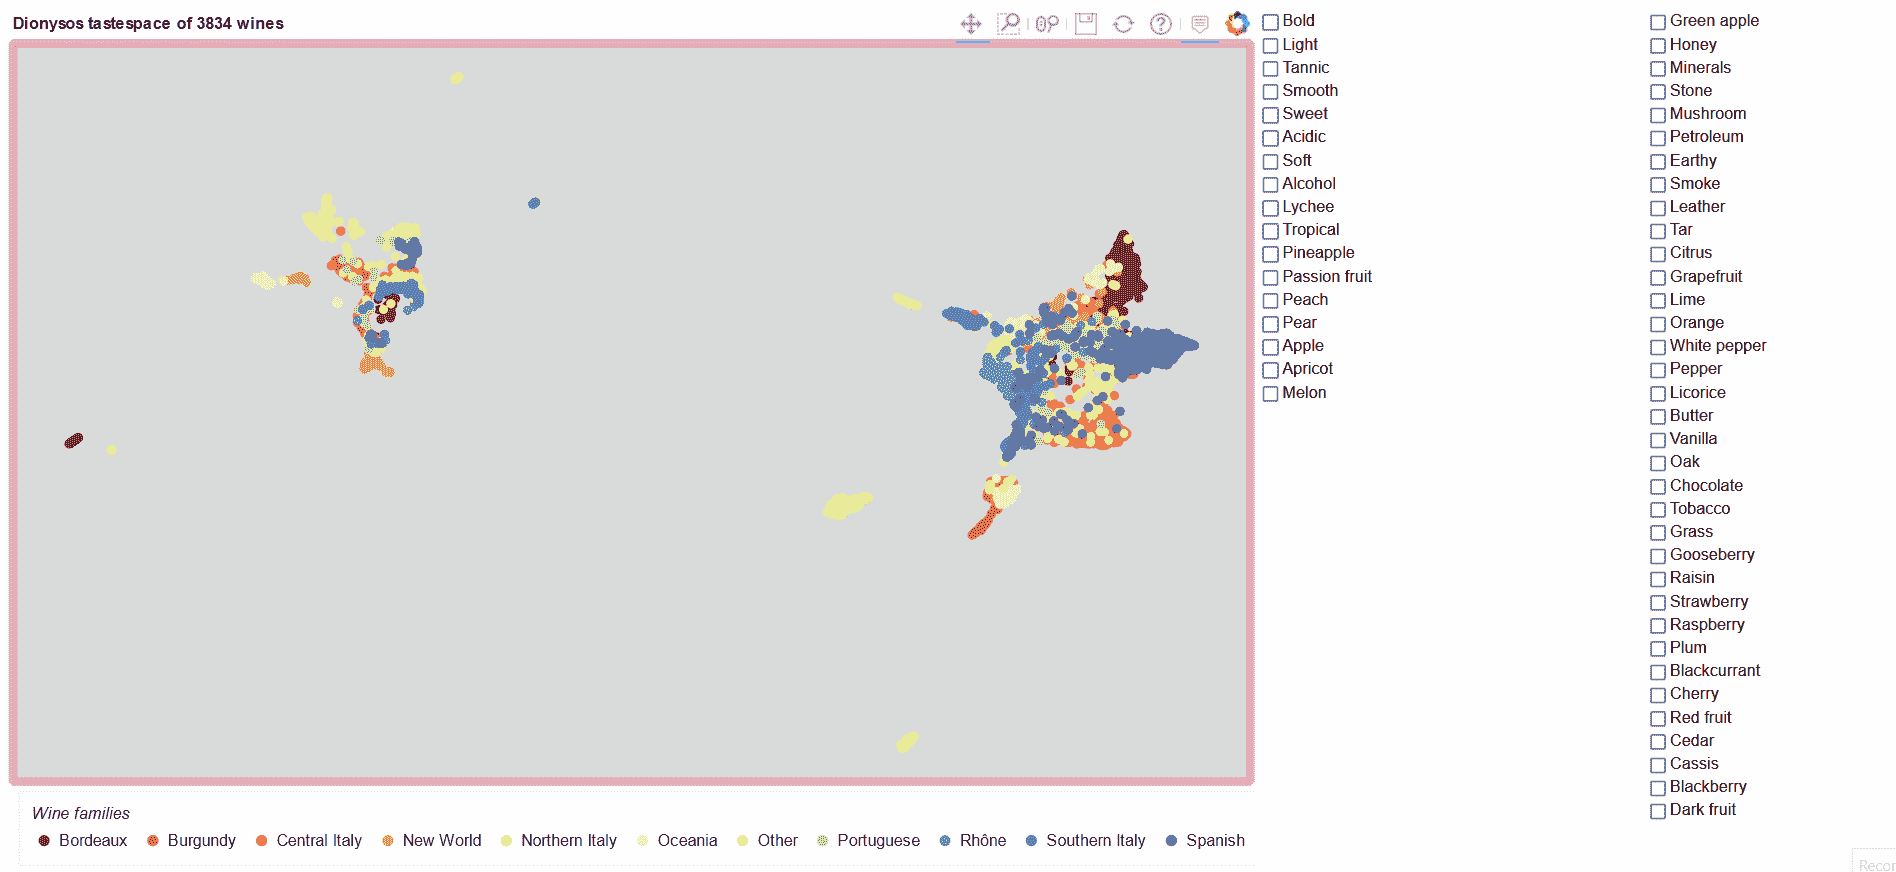 Dionysos tastespace of 3834 wines
Bold
Light
Tannic
Smooth
Sweet
Acidic
Soft
Alcohol
Lychee
Tropical
Pineapple
Passion fruit
Peach
Pear
Apple
Apricot
Melon
Green apple
Honey
Minerals
Stone
Mushroom
Petroleum
Earthy
Smoke
Leather
Tar
Citrus
Grapefruit
Lime
Orange
White pepper
Pepper
Licorice
Butter
Vanilla
Oak
Chocolate
Tobacco
Grass
Gooseberry
Raisin
Strawberry
Raspberry
Plum
Blackcurrant
Cherry
Red fruit
Cedar
Cassis
Blackberry
Dark fruit
Wine families
Bordeaux Burgundy Central Italy New World Northern Italy Oceania Other Portuguese Rhône Southern Italy Spanish
Recor